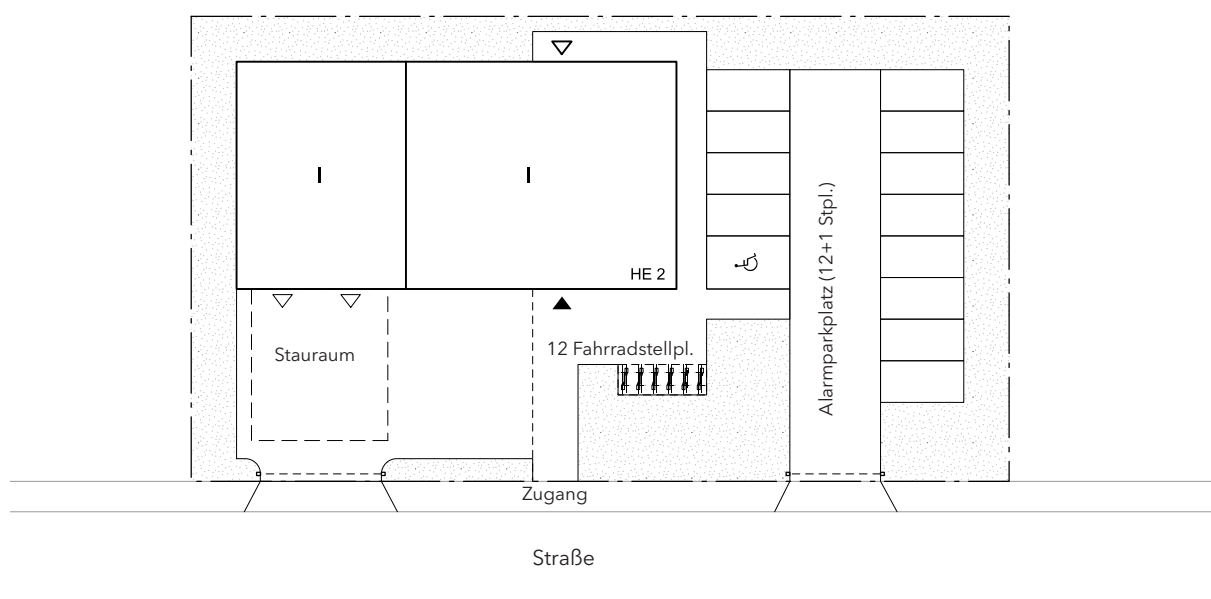 I
I
HE 2
Alarmparkplatz (12+1 Stpl.)
Stauraum
12 Fahrradstellpl.
Zugang
Straße